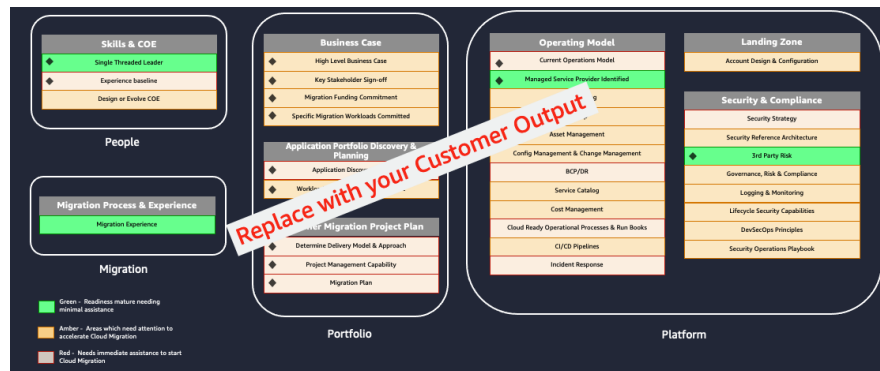 Skills & COE
Single Threaded Leader
Experience baseline
Design or Evolve COE
People
Migration Process & Experience
Migration Experience
Migration
Green - Readiness mature needing
minimal assistance
Amber - Areas which need attention to
accelerate Cloud Migration
Red - Needs immediate assistance to start
Cloud Migration
Business Case
High Level Business Case
Key Stakeholder Sign-off
Migration Funding Commitment
Specific Migration Workloads Committed
Application Portfolio Discovery &
Planning
Application
Migration Project Plan
Determine Delivery Model & Approach
Project Management Capability
Migration Plan
Portfolio
Replace with your Customer Output
Operating Model
Current Operations Model
Managed Service Provider Identified
Asset Management
Config Management & Change Management
BCP/DR
Service Catalog
Cost Management
Cloud Ready Operational Processes & Run Books
CI/CD Pipelines
Incident Response
Landing Zone
Account Design & Configuration
Security & Compliance
Security Strategy
Security Reference Architecture
3rd Party Risk
Governance, Risk & Compliance
Logging & Monitoring
Lifecycle Security Capabilities
DevSecOps Principles
Security Operations Playbook
Platform